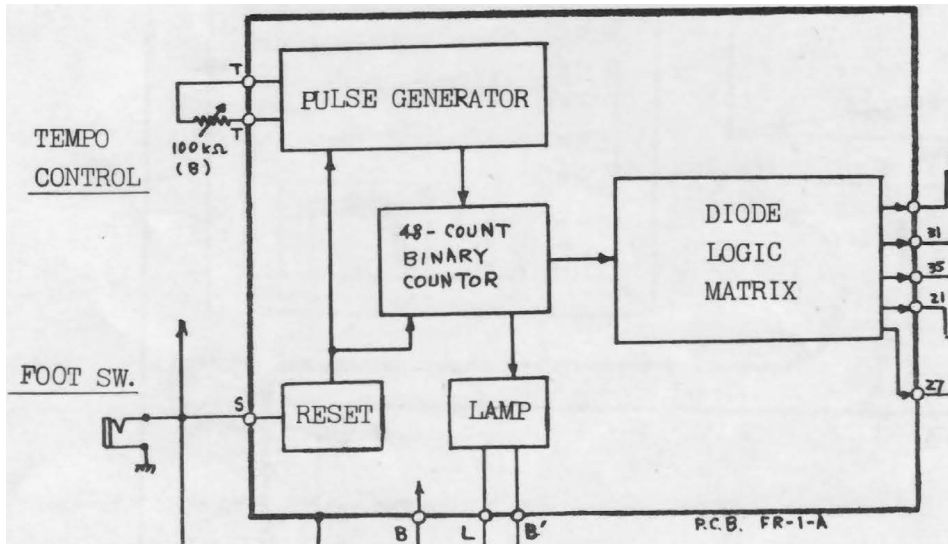 T
PULSE GENERATOR
T
100kΩ
(B)
TEMPO
CONTROL
48-COUNT
BINARY
COUNTOR
DIODE
LOGIC
MATRIX
31
35
21
27
FOOT SW.
S
RESET
LAMP
B
L
B'
P.C.B. FR-1-A